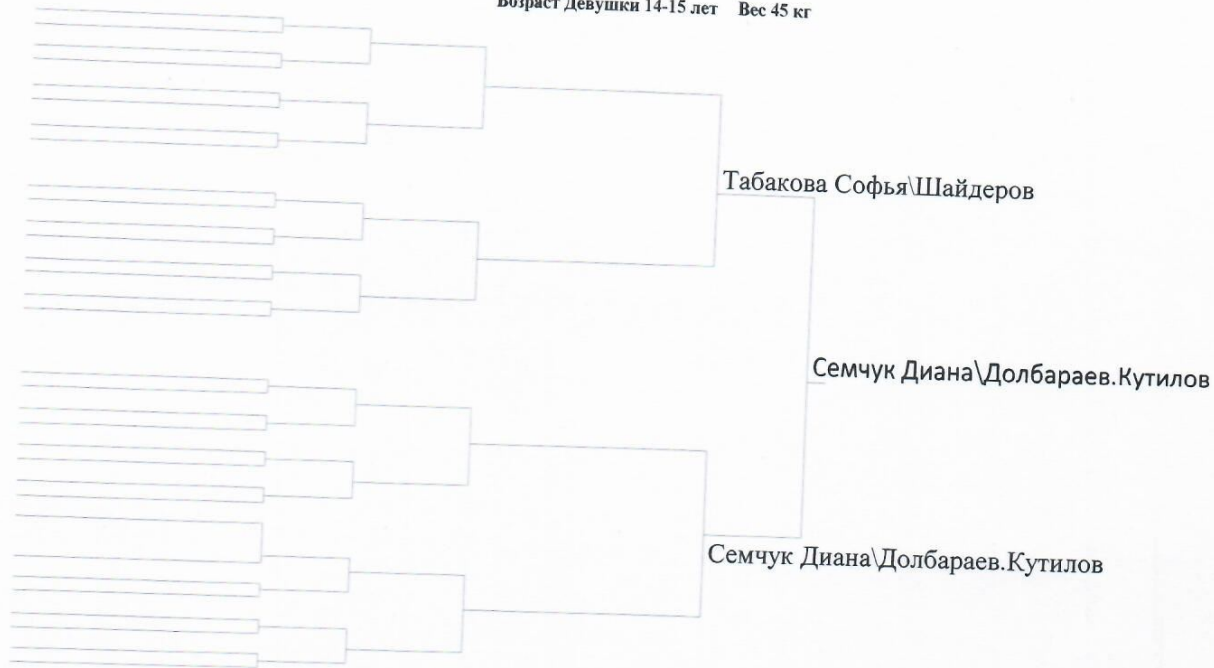 Возраст Девушки 14-15 лет Вес 45 кг
Табакова Софья\Шайдеров
Семчук Диана\Долбараев.Кутилов
Семчук Диана\Долбараев.Кутилов